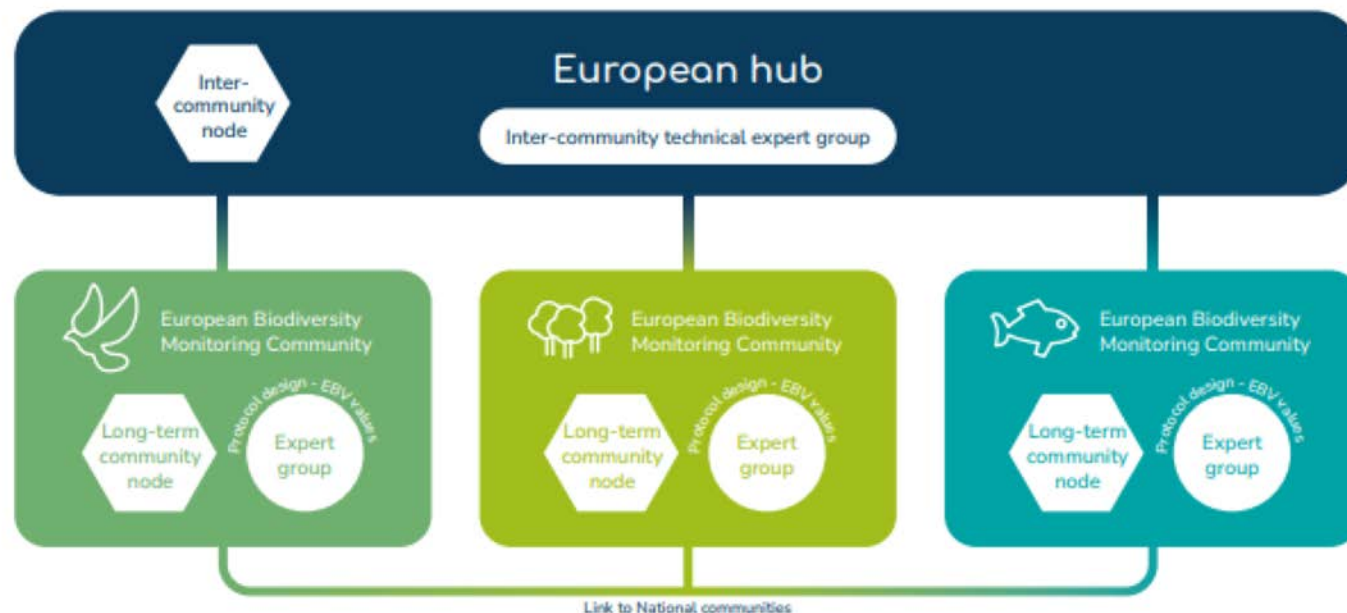 European hub
Inter-
community
node
Inter-community technical expert group
European Biodiversity
Monitoring Community
Protocol design - EBV values
Long-term
community
node
Expert
group
European Biodiversity
Monitoring Community
Protocol design - EBV values
Long-term
community
node
Expert
group
European Biodiversity
Monitoring Community
Protocol design - EBV values
Long-term
community
node
Expert
group
Link to National communities